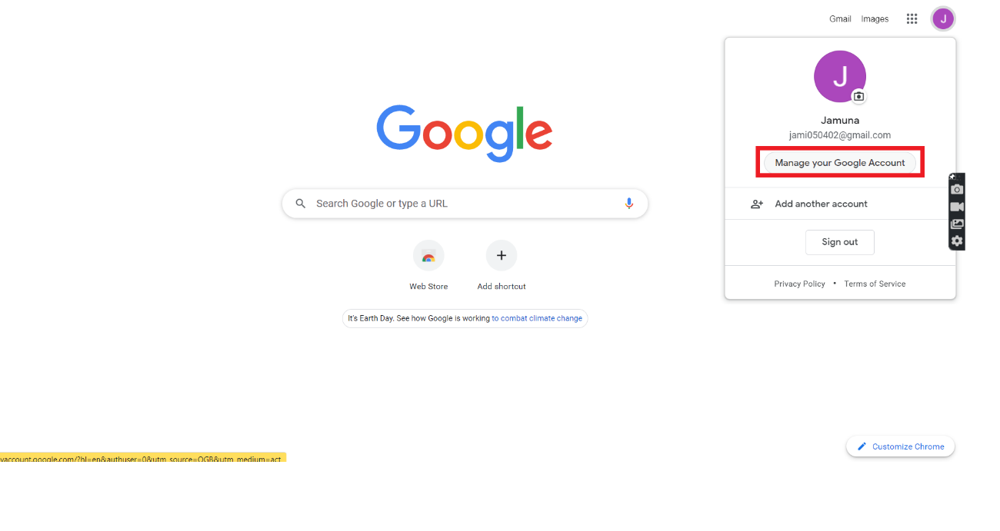 Gmail Images
J
J
Jamuna
jami050402@gmail.com
Manage your Google Account
Add another account
Sign out
Privacy Policy • Terms of Service
Google
Search Google or type a URL
Web Store
Add shortcut
It's Earth Day. See how Google is working to combat climate change
Customize Chrome
yaccount.google.com/?hl=en&authuser=0&utm_source=OGB&utm_medium=act